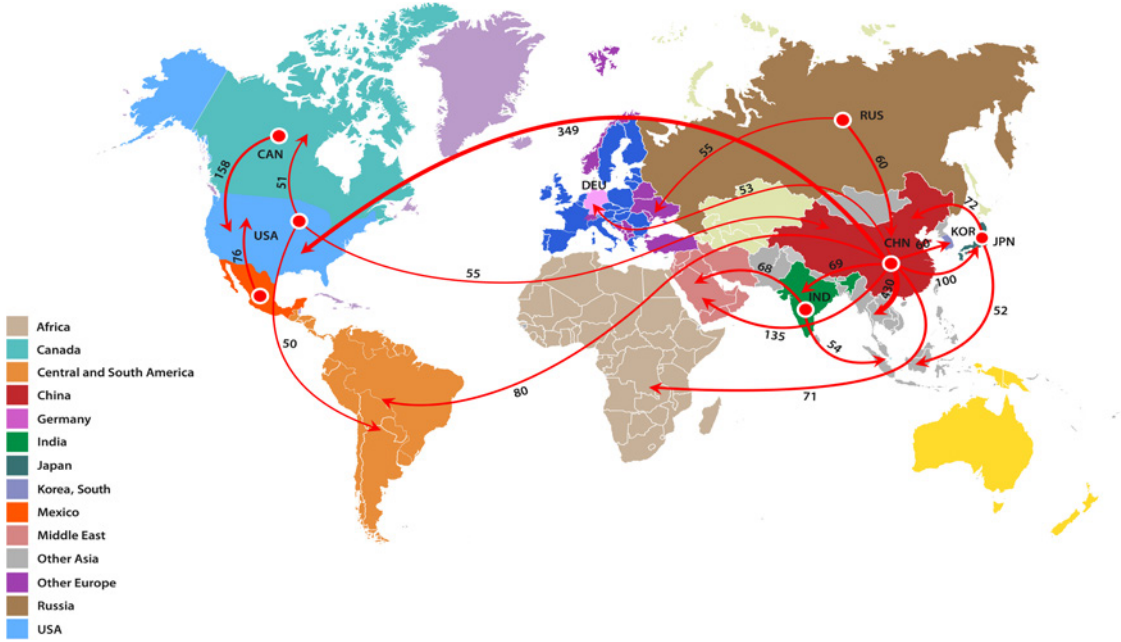 349
RUS
CAN
158
51
55
60
DEU
53
72
USA
76
KOR
JPN
CHN
60
55
68
69
100
430
IND
52
50
135
54
80
71
Africa
Canada
Central and South America
China
Germany
India
Japan
Korea, South
Mexico
Middle East
Other Asia
Other Europe
Russia
USA